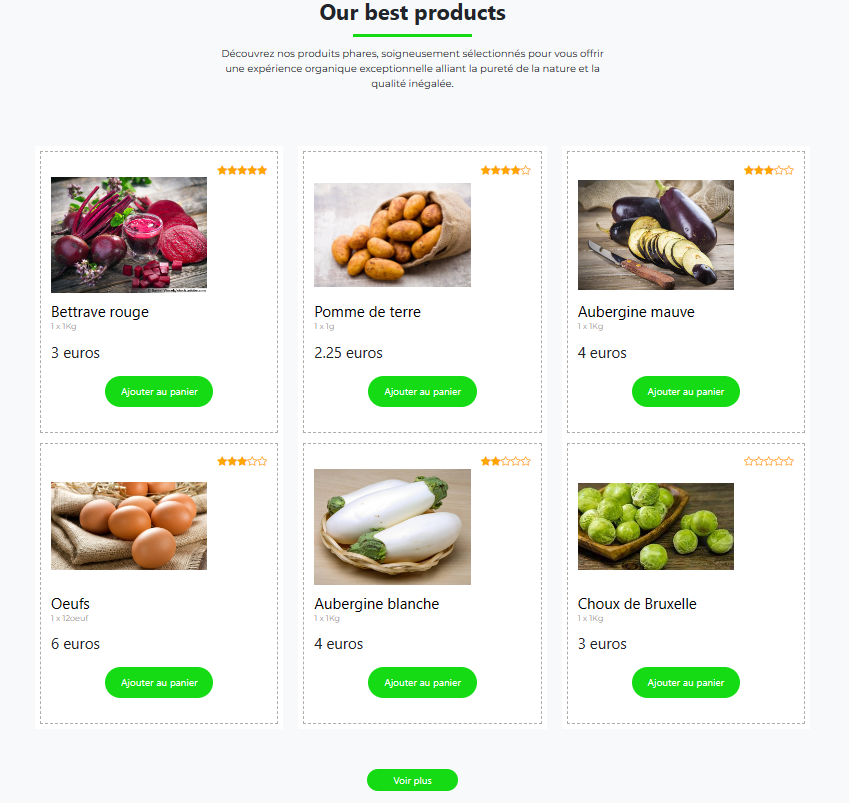 Our best products
Découvrez nos produits phares, soigneusement sélectionnés pour vous offrir
une expérience organique exceptionnelle alliant la pureté de la nature et la
qualité inégalée.
Bettrave rouge
1 x 1Kg
3 euros
Ajouter au panier
Pomme de terre
1 x 1g
2.25 euros
Ajouter au panier
Aubergine mauve
1 x 1Kg
4 euros
Ajouter au panier
Oeufs
1 x 12oeuf
6 euros
Ajouter au panier
Aubergine blanche
1 x 1Kg
4 euros
Ajouter au panier
Choux de Bruxelle
1 x 1Kg
3 euros
Ajouter au panier
Voir plus